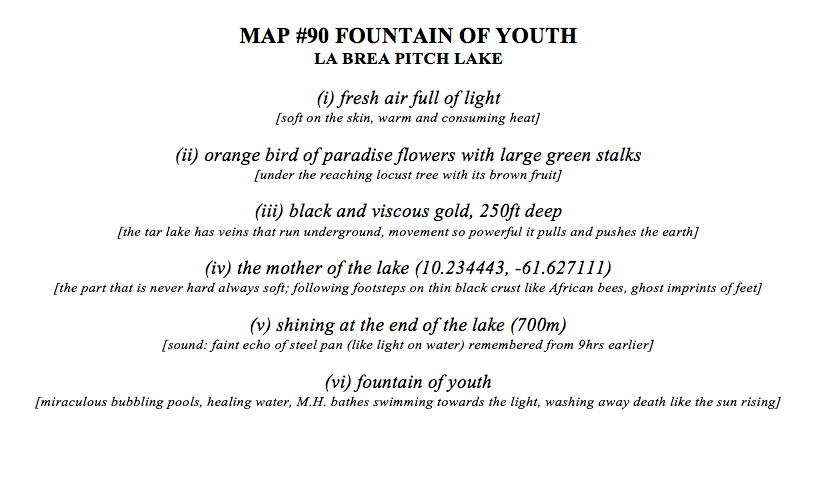 MAP #90 FOUNTAIN OF YOUTH
LA BREA PITCH LAKE
(i) fresh air full of light
[soft on the skin, warm and consuming heat]
(ii) orange bird of paradise flowers with large green stalks
[under the reaching locust tree with its brown fruit]
(iii) black and viscous gold, 250ft deep
[the tar lake has veins that run underground, movement so powerful it pulls and pushes the earth]
(iv) the mother of the lake (10.234443, -61.627111)
[the part that is never hard always soft; following footsteps on thin black crust like African bees, ghost imprints of feet]
(v) shining at the end of the lake (700m)
[sound: faint echo of steel pan (like light on water) remembered from 9hrs earlier]
(vi) fountain of youth
[miraculous bubbling pools, healing water, M.H. bathes swimming towards the light, washing away death like the sun rising]